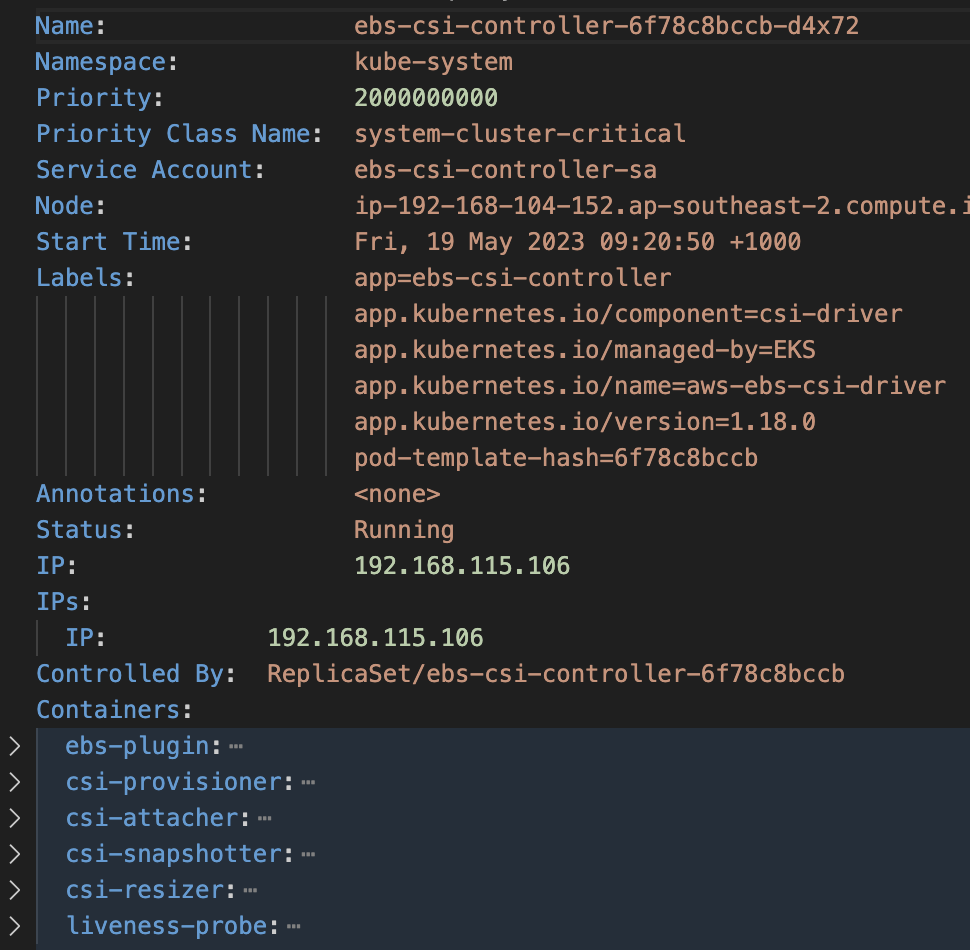 Name: ebs-csi-controller-6f78c8bccb-d4x72
Namespace: kube-system
Priority: 2000000000
Priority Class Name: system-cluster-critical
Service Account: ebs-csi-controller-sa
Node: ip-192-168-104-152.ap-southeast-2.compute.i
Start Time: Fri, 19 May 2023 09:20:50 +1000
Labels: app=ebs-csi-controller
app.kubernetes.io/component=csi-driver
app.kubernetes.io/managed-by=EKS
app.kubernetes.io/name=aws-ebs-csi-driver
app.kubernetes.io/version=1.18.0
pod-template-hash=6f78c8bccb
Annotations: <none>
Status: Running
IP: 192.168.115.106
IPs:
IP: 192.168.115.106
Controlled By: ReplicaSet/ebs-csi-controller-6f78c8bccb
Containers:
ebs-plugin: ⋯
csi-provisioner: ⋯
csi-attacher: ⋯
csi-snapshotter: ⋯
csi-resizer: ⋯
liveness-probe: ⋯